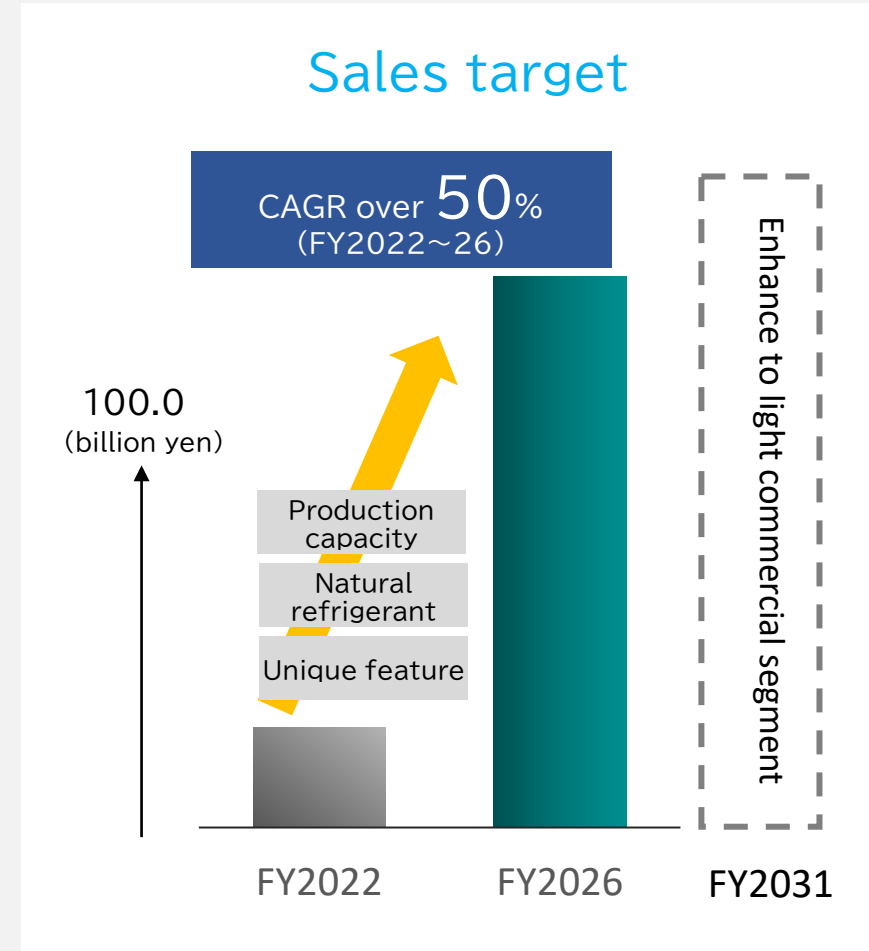 Sales target
CAGR over 50%
(FY2022~26)
100.0
(billion yen)
Production
capacity
Natural
refrigerant
Unique feature
Enhance to light commercial segment
FY2022
FY2026
FY2031